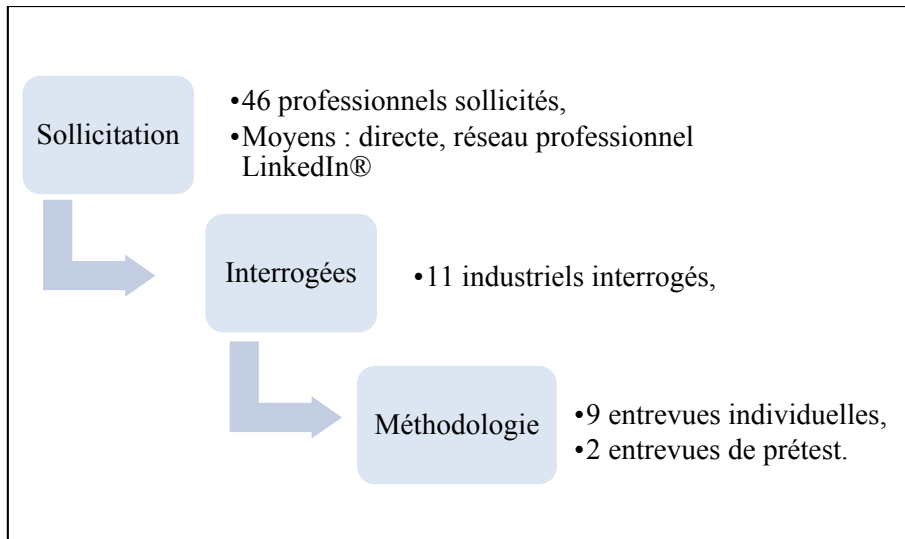 Sollicitation
•46 professionnels sollicités,
•Moyens : directe, réseau professionnel
LinkedIn®
Interrogées
•11 industriels interrogés,
Méthodologie
•9 entrevues individuelles,
•2 entrevues de prétest.